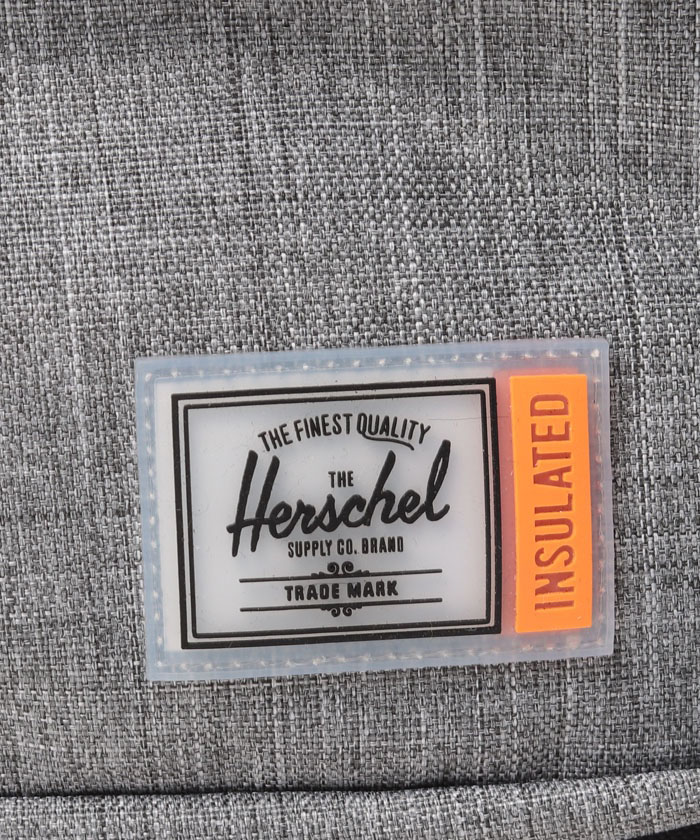 THE FINEST QUALITY
THE
Herschel
SUPPLY CO. BRAND
TRADE MARK
INSULATED